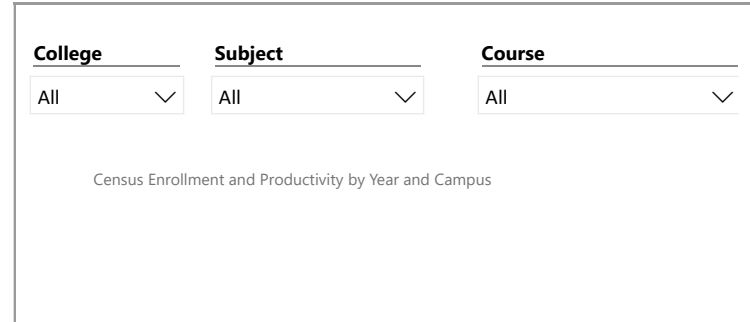 College Subject Course
All All All
Census Enrollment and Productivity by Year and Campus